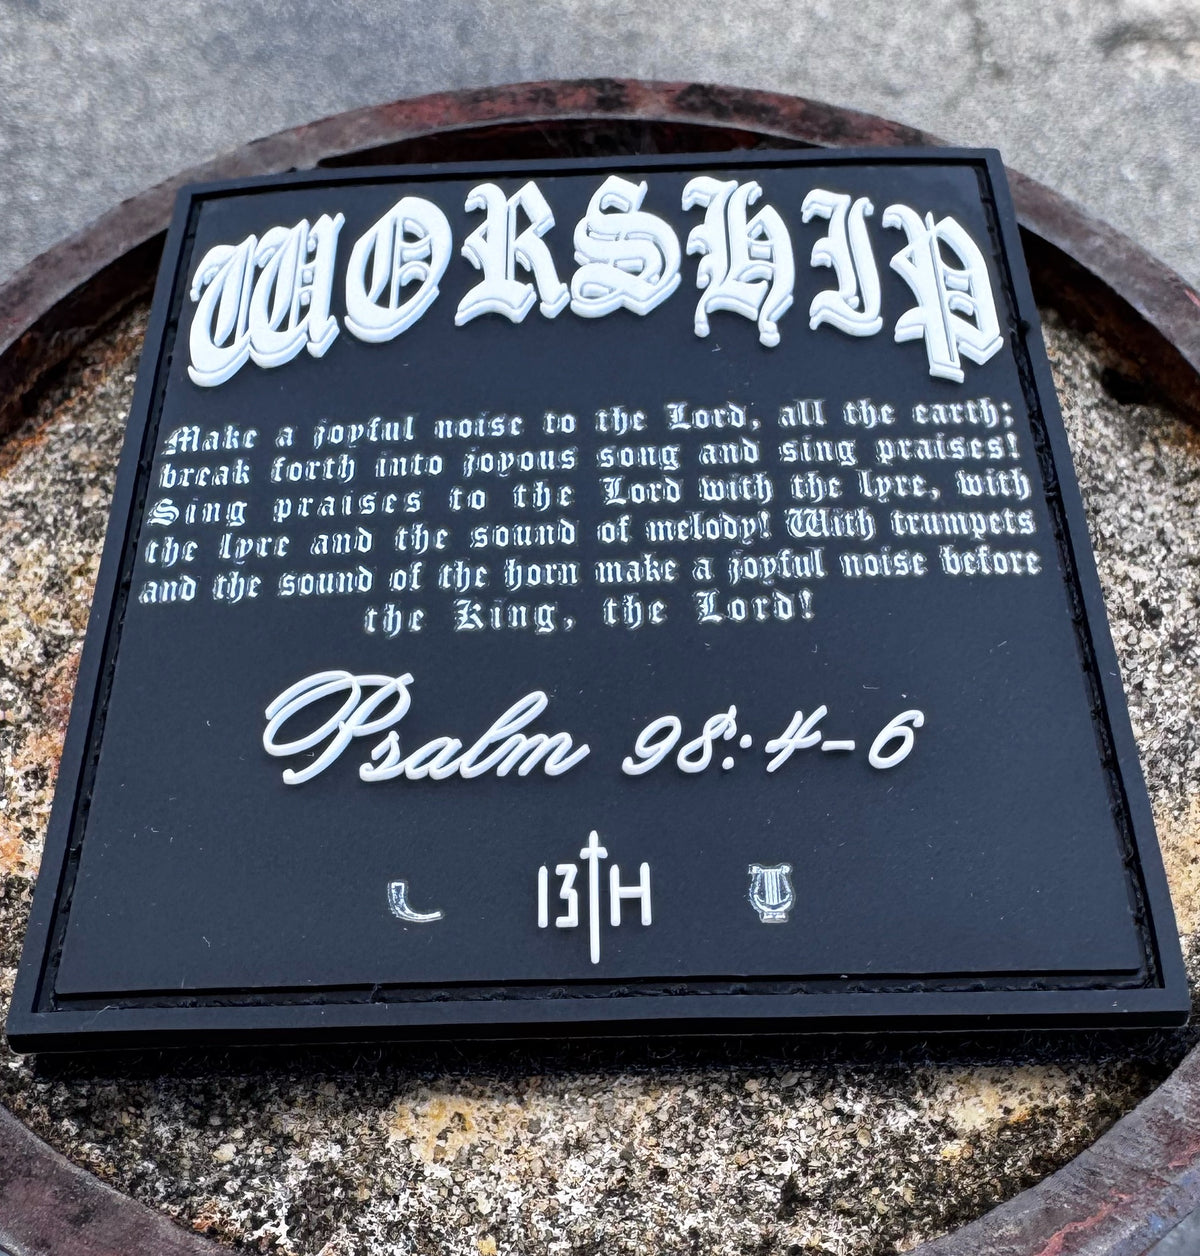 WORSHIP
Make a joyful noise to the Lord, all the earth;
break forth into joyous song and sing praises!
Sing praises to the Lord with the lyre, with
the lyre and the sound of melody! With trumpets
and the sound of the horn make a joyful noise before
the King, the Lord!
Psalm 98:4-6
13TH